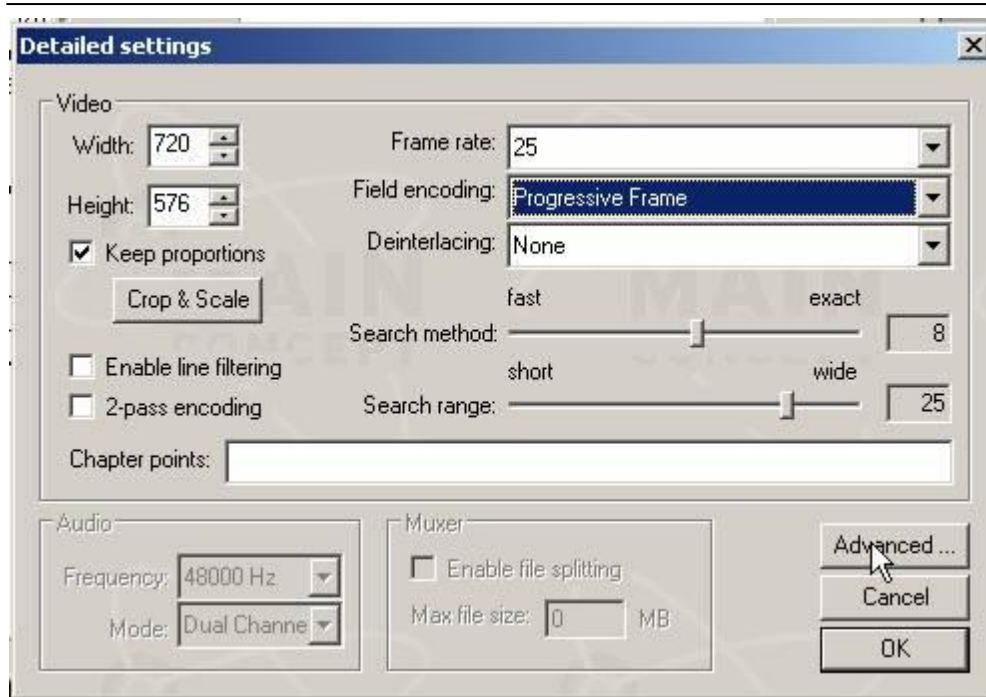 Detailed settings
Video
Width: 720
Height: 576
Keep proportions
Crop & Scale
Enable line filtering
2-pass encoding
Frame rate: 25
Field encoding: Progressive Frame
Deinterlacing: None
fast exact
Search method: 8
short wide
Search range: 25
Chapter points:
MAIN
CONCEPT
MAIN
Audio
Frequency: 48000 Hz
Mode: Dual Channe
Muxer
Enable file splitting
Max file size: 0 MB
Advanced ...
Cancel
OK